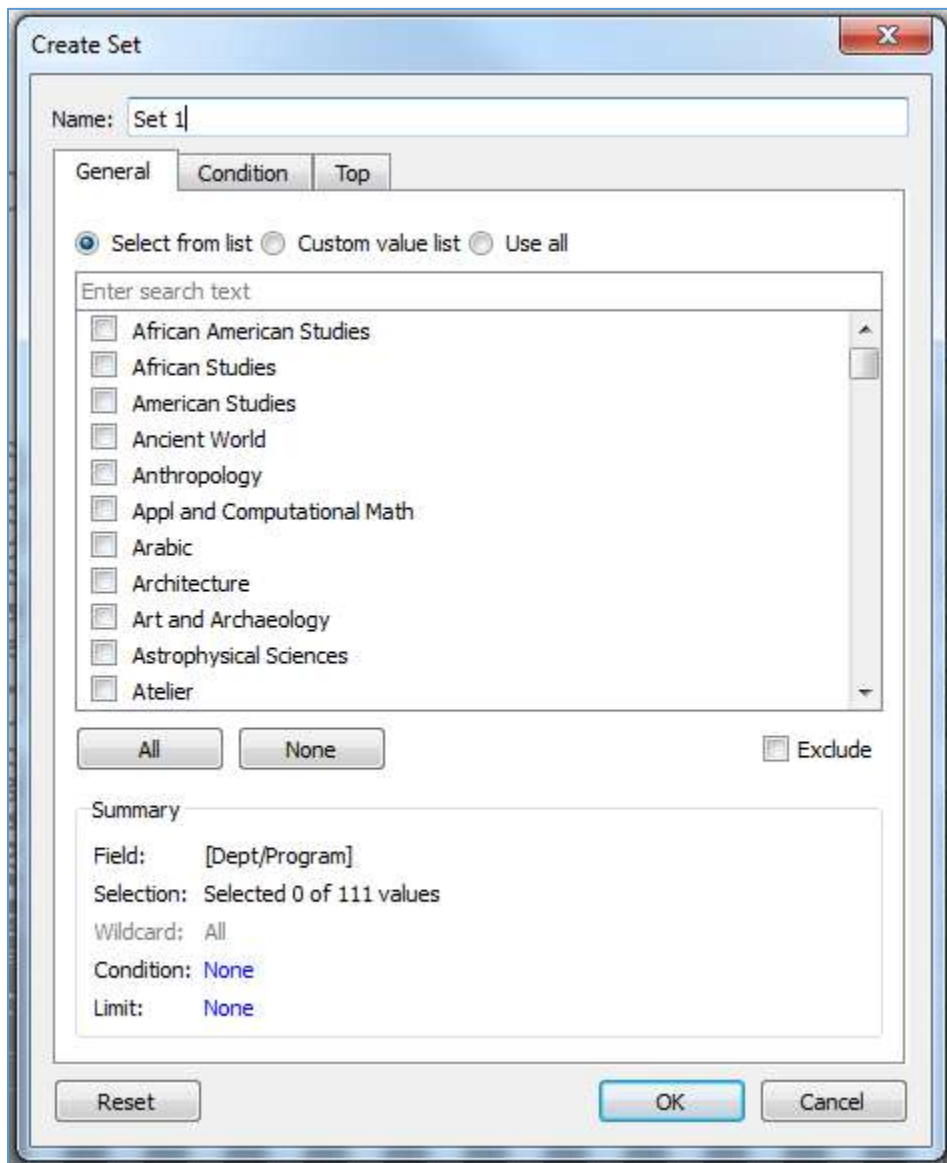 Create Set
Name: Set 1
General Condition Top
Select from list Custom value list Use all
Enter search text
African American Studies
African Studies
American Studies
Ancient World
Anthropology
Appl and Computational Math
Arabic
Architecture
Art and Archaeology
Astrophysical Sciences
Atelier
All None Exclude
Summary
Field: [Dept/Program]
Selection: Selected 0 of 111 values
Wildcard: All
Condition: None
Limit: None
Reset OK Cancel